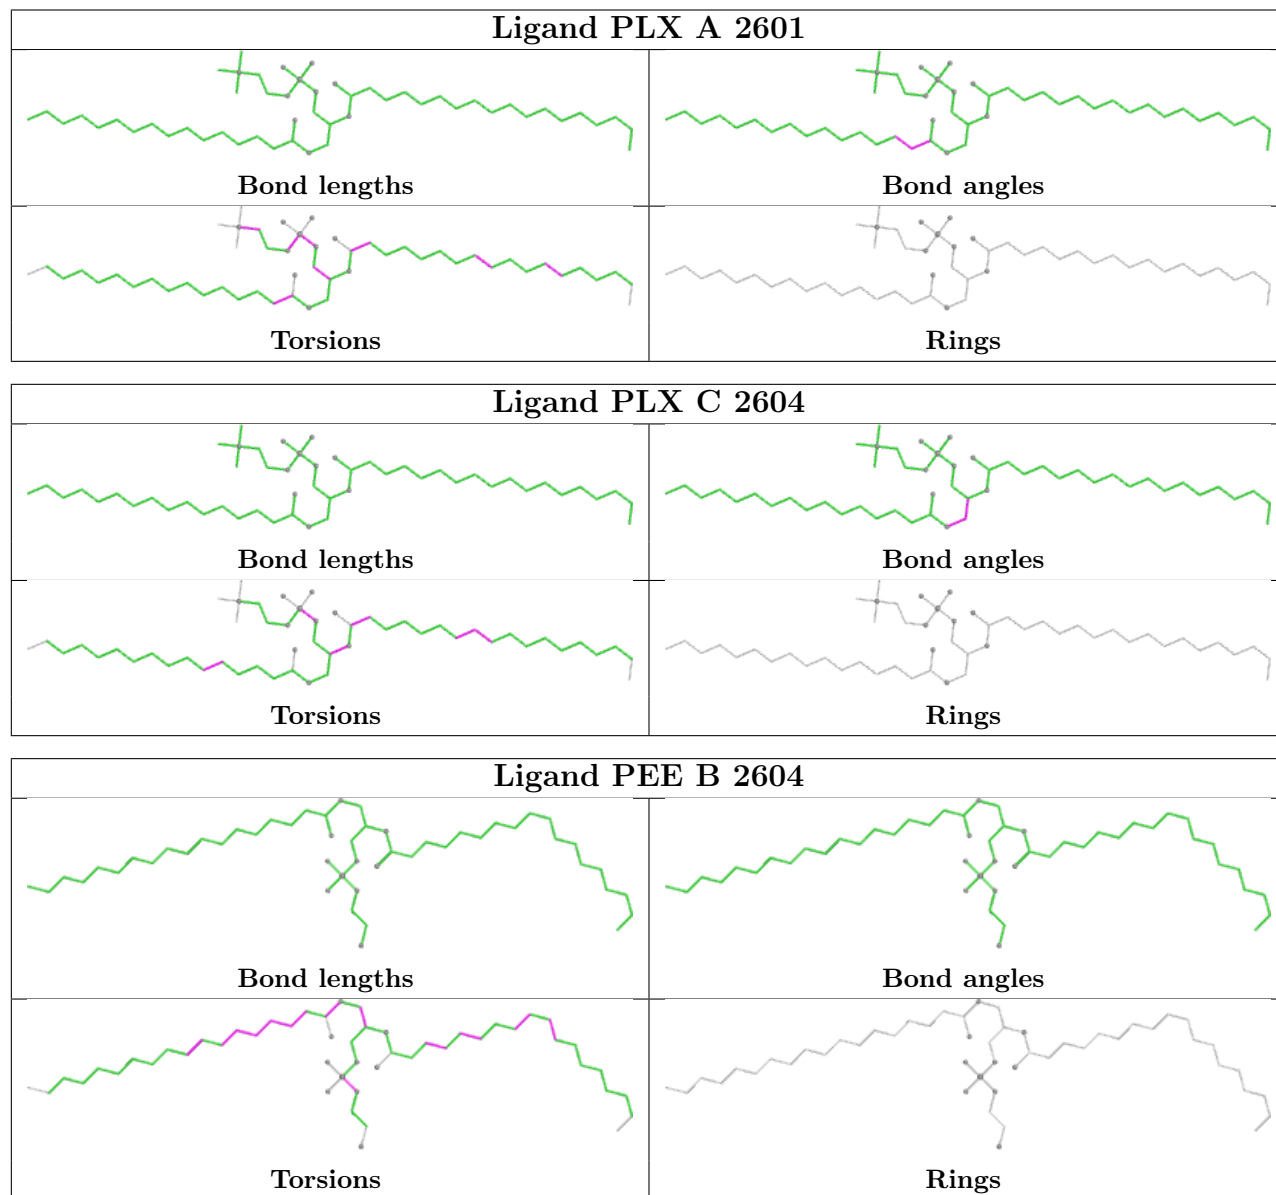 Ligand PLX A 2601
Bond lengths
Bond angles
Torsions
Rings
Ligand PLX C 2604
Bond lengths
Bond angles
Torsions
Rings
Ligand PEE B 2604
Bond lengths
Bond angles
Torsions
Rings